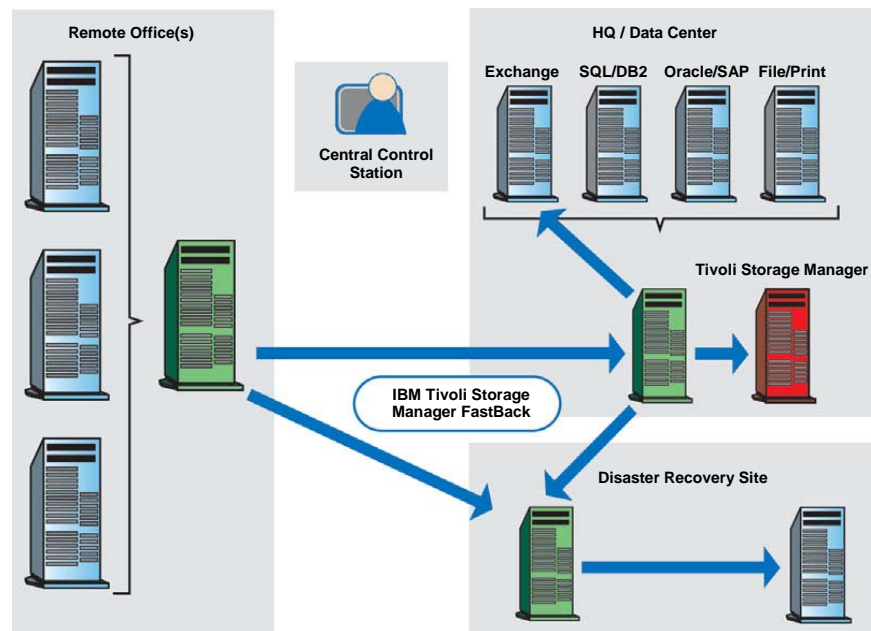 Remote Office(s)
HQ / Data Center
Exchange
SQL/DB2
Oracle/SAP
File/Print
Central Control
Station
Tivoli Storage Manager
IBM Tivoli Storage
Manager FastBack
Disaster Recovery Site